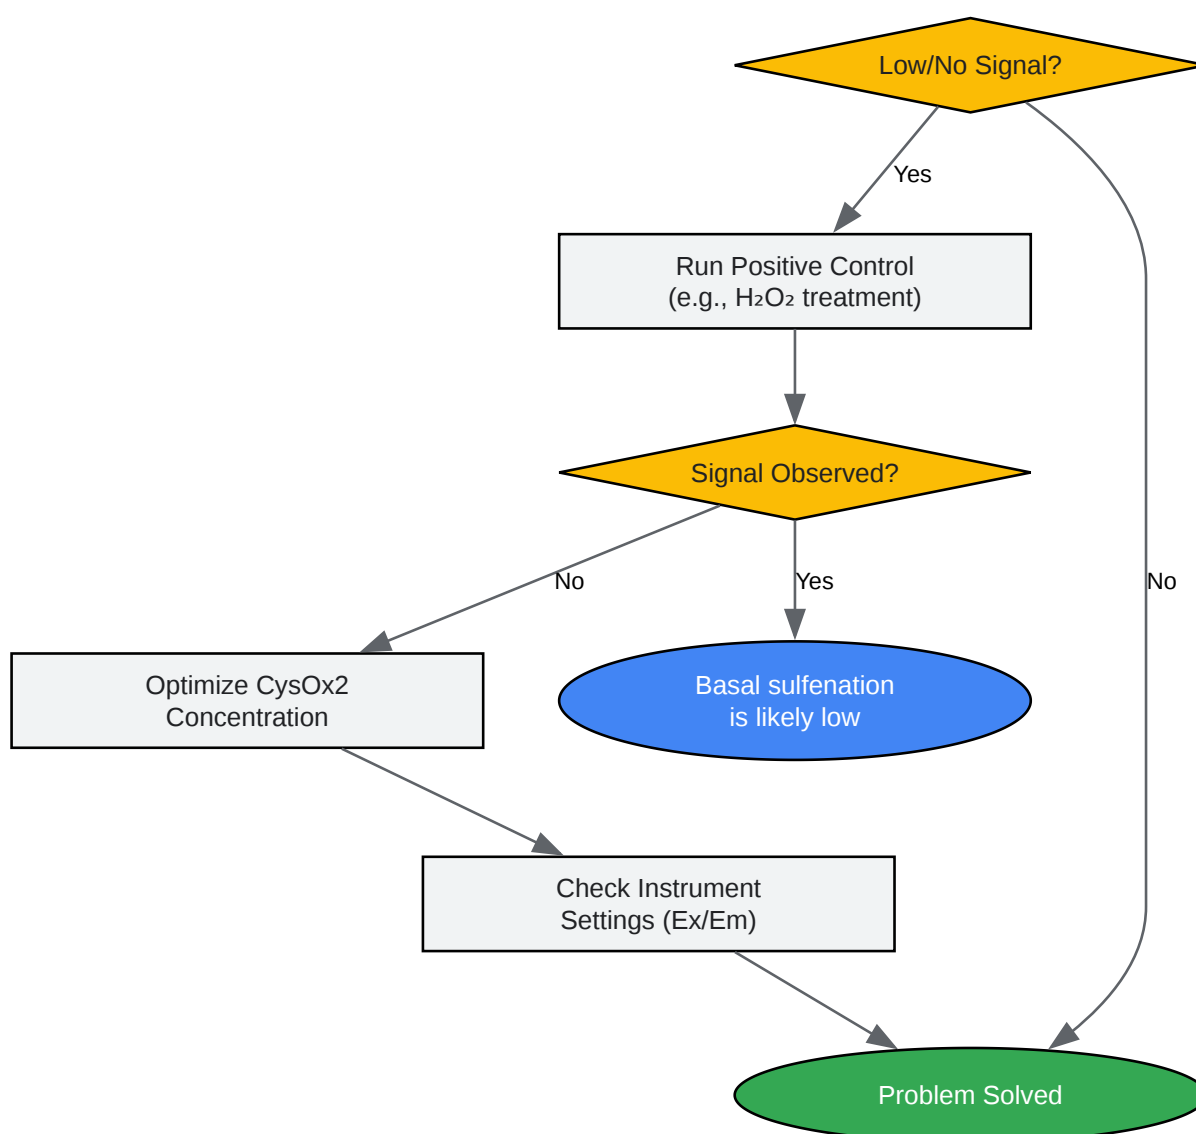 Low/No Signal?
Yes
Run Positive Control
(e.g., H₂O₂ treatment)
Signal Observed?
No
Yes
No
Optimize CysOx2
Concentration
Basal sulfenation
is likely low
Check Instrument
Settings (Ex/Em)
Problem Solved